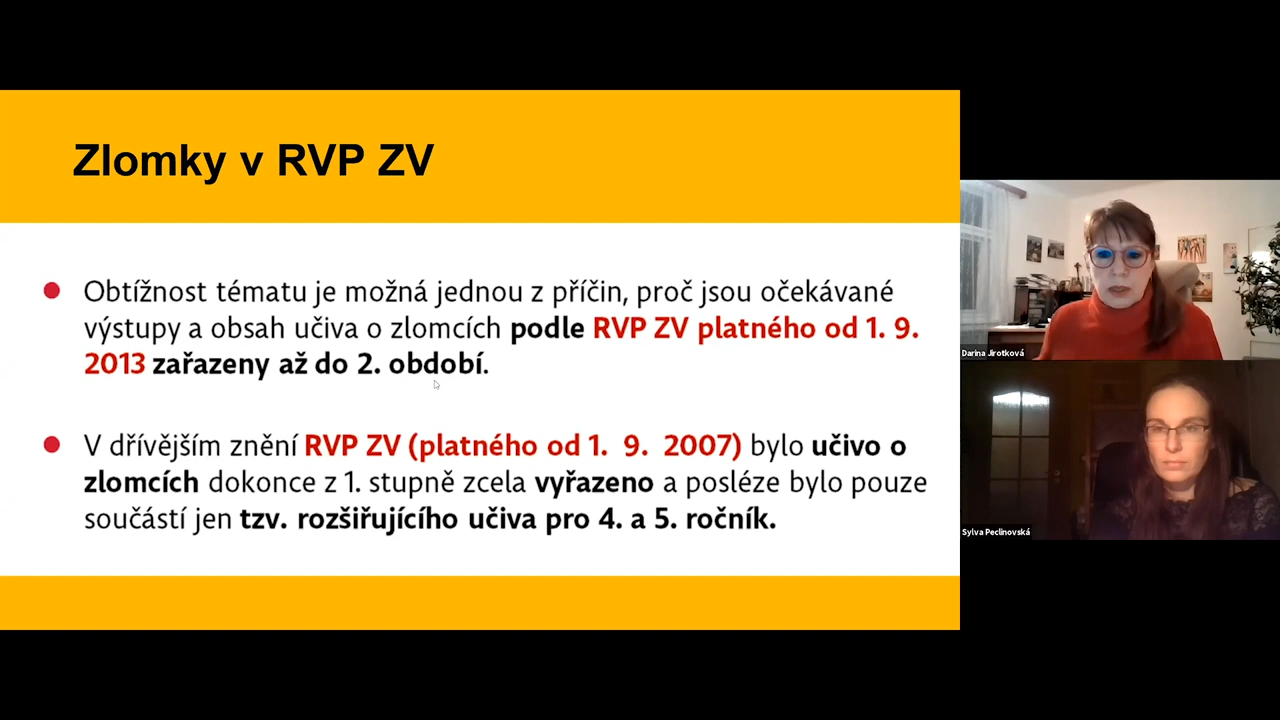 Zlomky v RVP ZV
Obtížnost tématu je možná jednou z příčin, proč jsou očekávané
výstupy a obsah učiva o zlomcích podle RVP ZV platného od 1. 9.
2013 zařazeny až do 2. období.
V dřívějším znění RVP ZV (platného od 1. 9. 2007) bylo učivo o
zlomcích dokonce z 1. stupně zcela vyřazeno a posléze bylo pouze
součástí jen tzv. rozšiřujícího učiva pro 4. a 5. ročník.
Darina Jirotková
Sylva Peclinovská